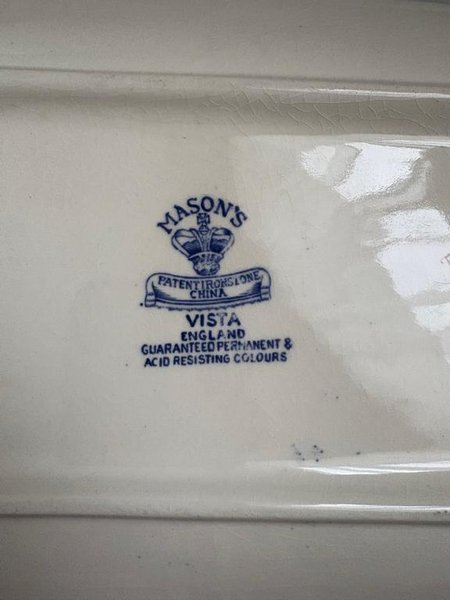 MASON'S
PATENT IRONSTONE
CHINA
VISTA
ENGLAND
GUARANTEED PERMANENT &
ACID RESISTING COLOURS